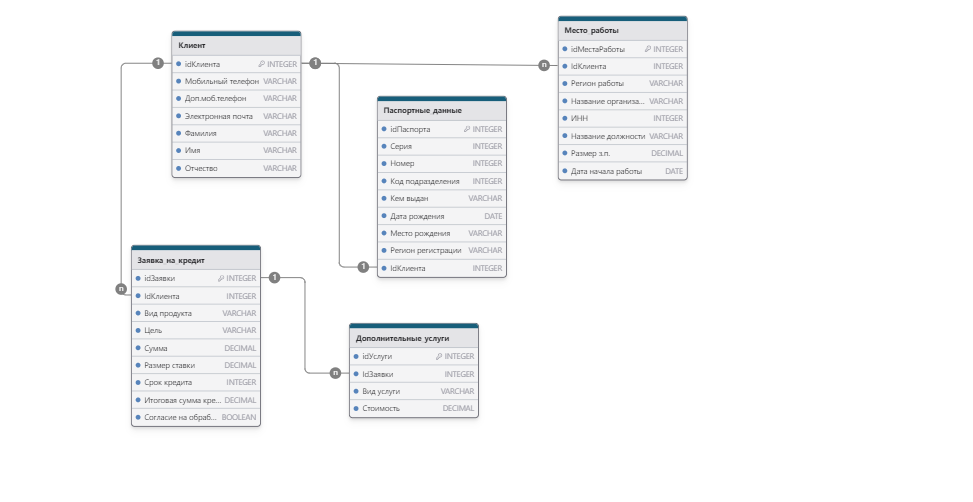 Клиент
idКлиента INTEGER
Мобильный телефон VARCHAR
Доп.моб.телефон VARCHAR
Электронная почта VARCHAR
Фамилия VARCHAR
Имя VARCHAR
Отчество VARCHAR
1
1
n
Место работы
idМестаРаботы INTEGER
IdКлиента INTEGER
Регион работы VARCHAR
Название организа... VARCHAR
ИНН INTEGER
Название должности VARCHAR
Размер з.п. DECIMAL
Дата начала работы DATE
Паспортные данные
idПаспорта INTEGER
Серия INTEGER
Номер INTEGER
Код подразделения INTEGER
Кем выдан VARCHAR
Дата рождения DATE
Место рождения VARCHAR
Регион регистрации VARCHAR
IdКлиента INTEGER
1
n
Заявка на кредит
idЗаявки INTEGER
IdКлиента INTEGER
Вид продукта VARCHAR
Цель VARCHAR
Сумма DECIMAL
Размер ставки DECIMAL
Срок кредита INTEGER
Итоговая сумма кре... DECIMAL
Согласие на обраб... BOOLEAN
1
n
Дополнительные услуги
idУслуги INTEGER
IdЗаявки INTEGER
Вид услуги VARCHAR
Стоимость DECIMAL